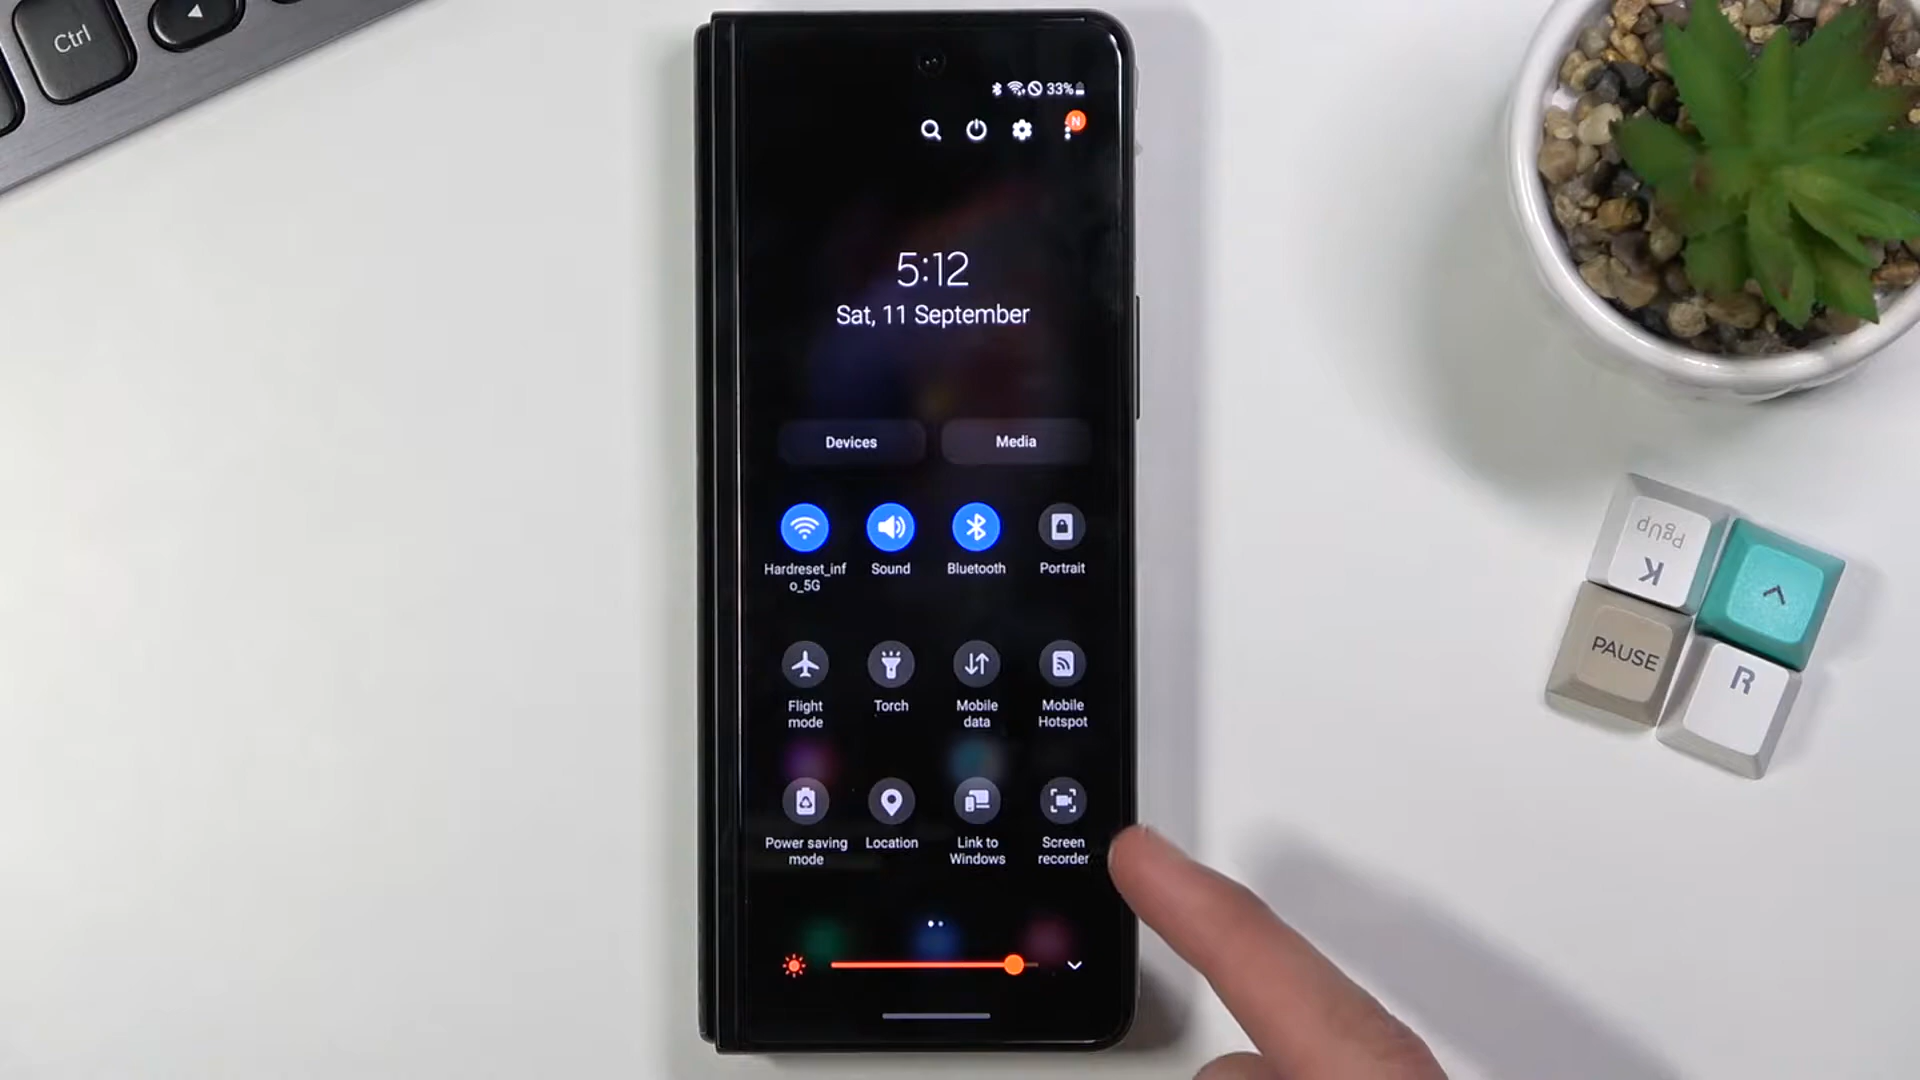 Ctrl
33%
N
5:12
Sat, 11 September
Devices
Media
Hardreset_inf
o_5G
Sound
Bluetooth
Portrait
Flight
mode
Torch
Mobile
data
Mobile
Hotspot
Power saving
mode
Location
Link to
Windows
Screen
recorder
PgUp
K
PAUSE
R